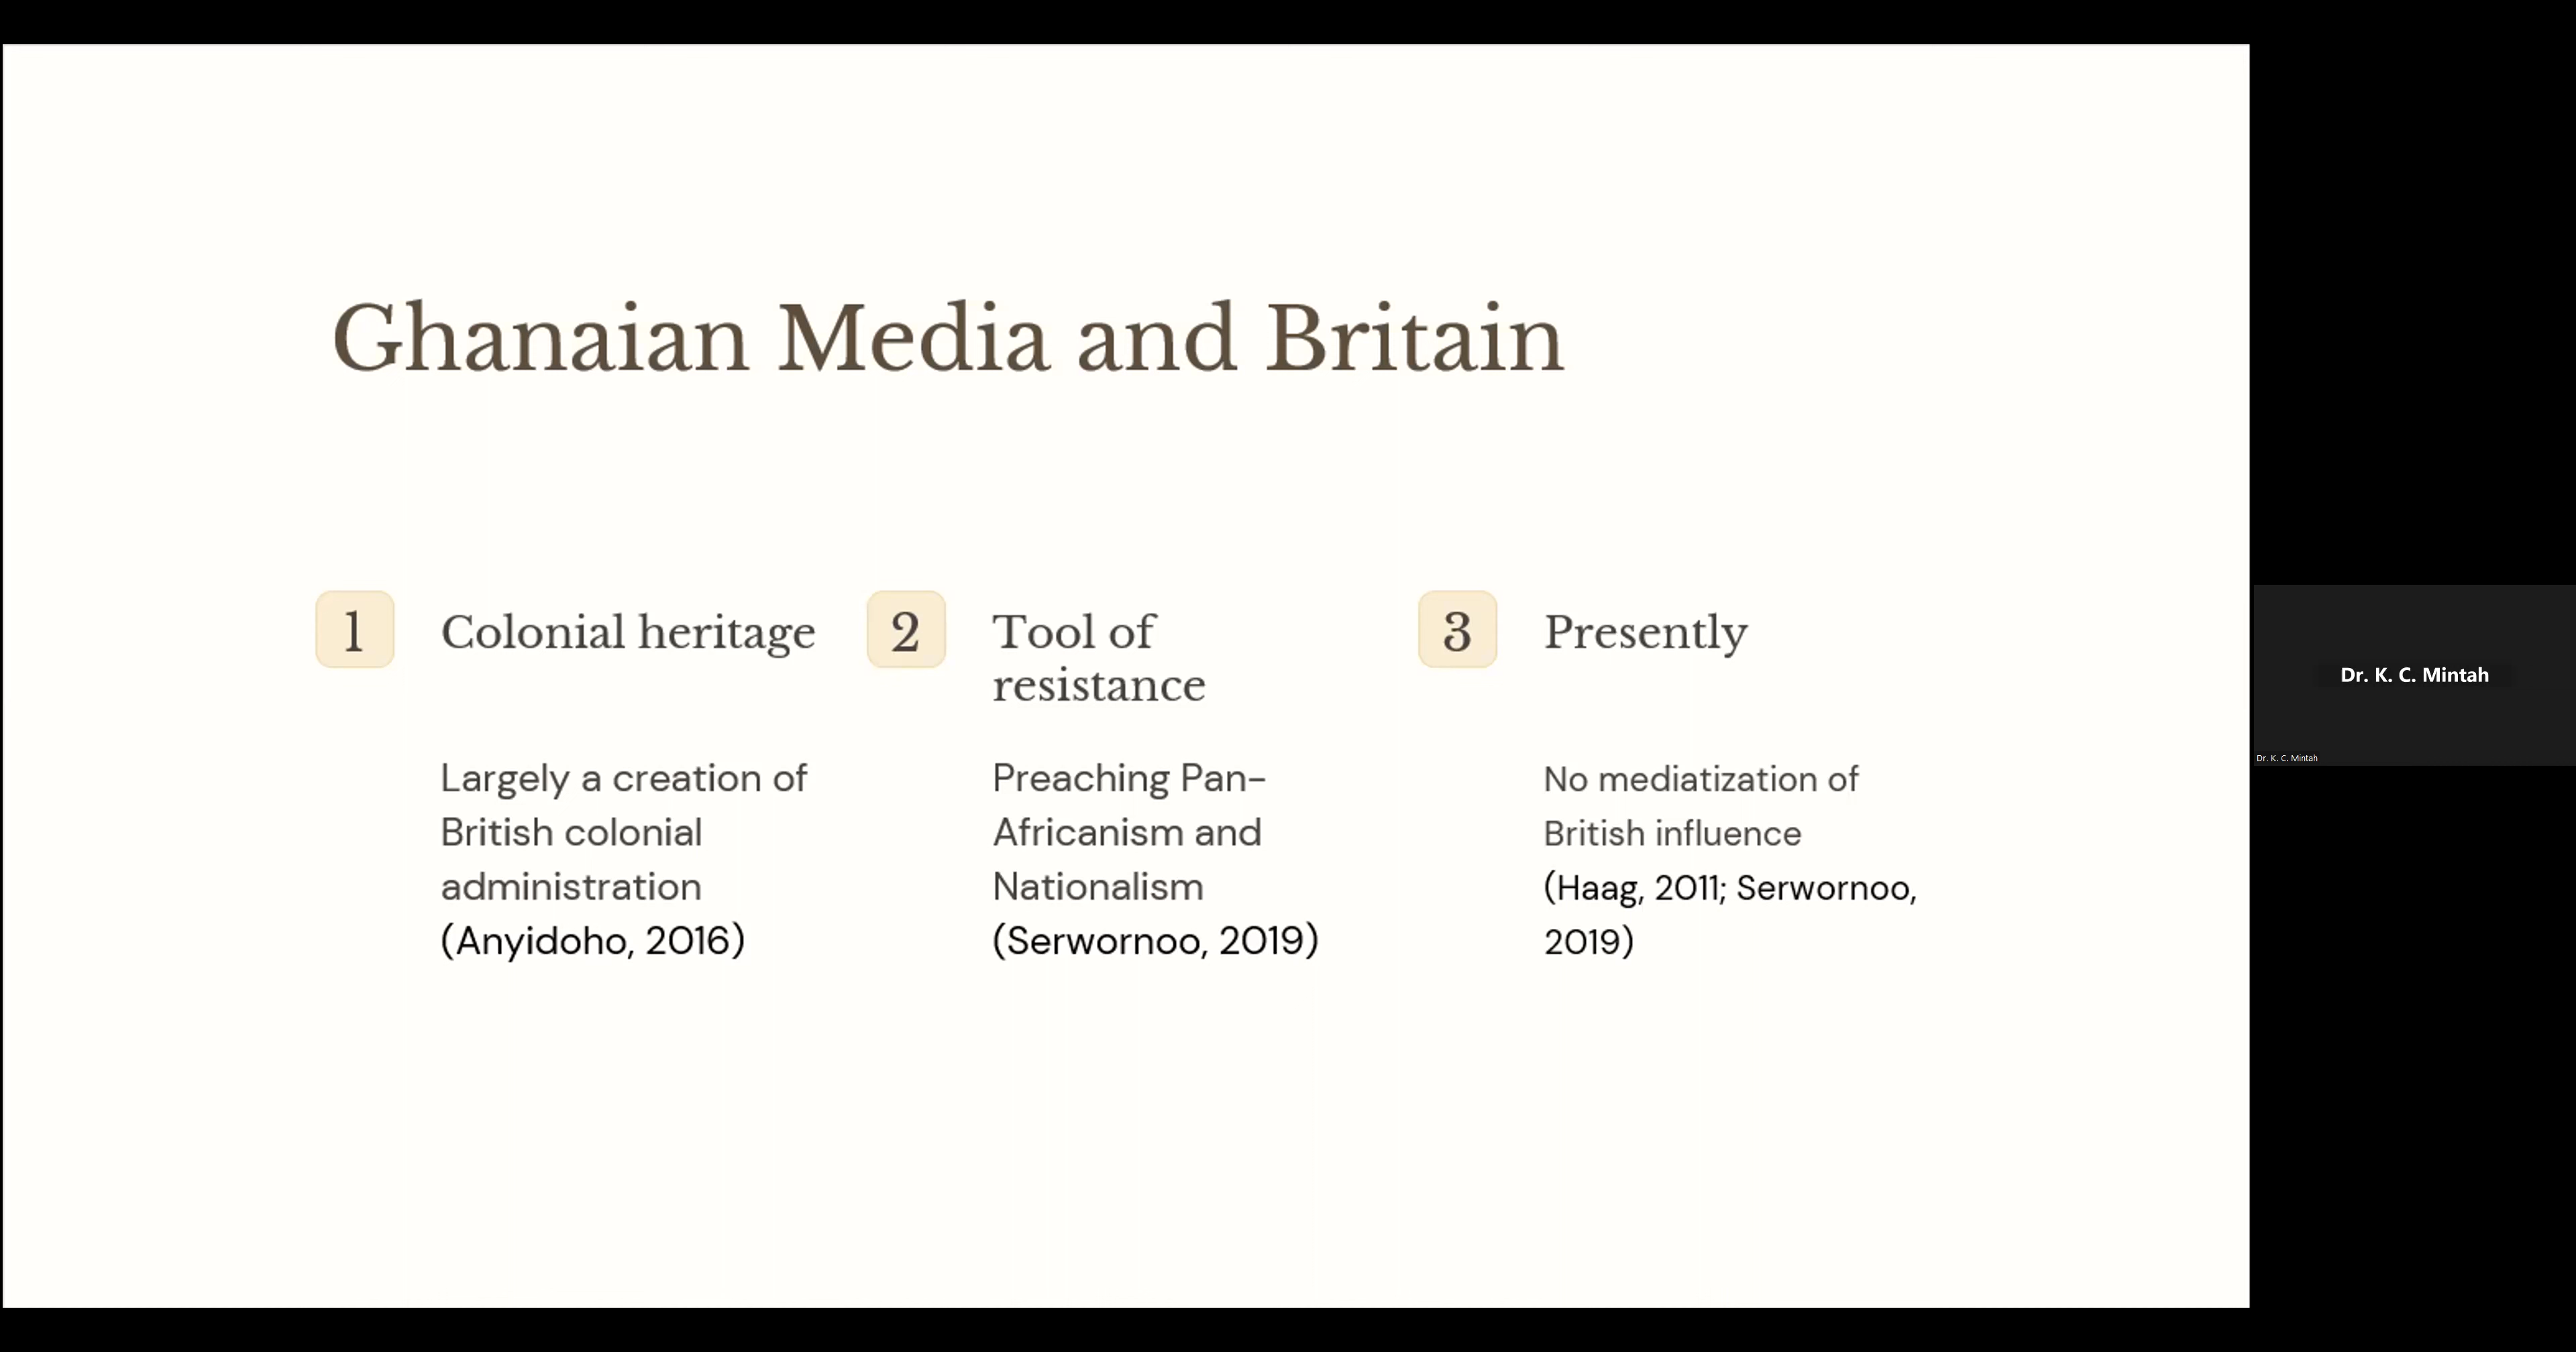 Ghanaian Media and Britain
1
Colonial heritage
Largely a creation of
British colonial
administration
(Anyidoho, 2016)
2
Tool of
resistance
Preaching Pan-
Africanism and
Nationalism
(Serwornoo, 2019)
3
Presently
No mediatization of
British influence
(Haag, 2011; Serwornoo,
2019)
Dr. K. C. Mintah
Dr. K. C. Mintah